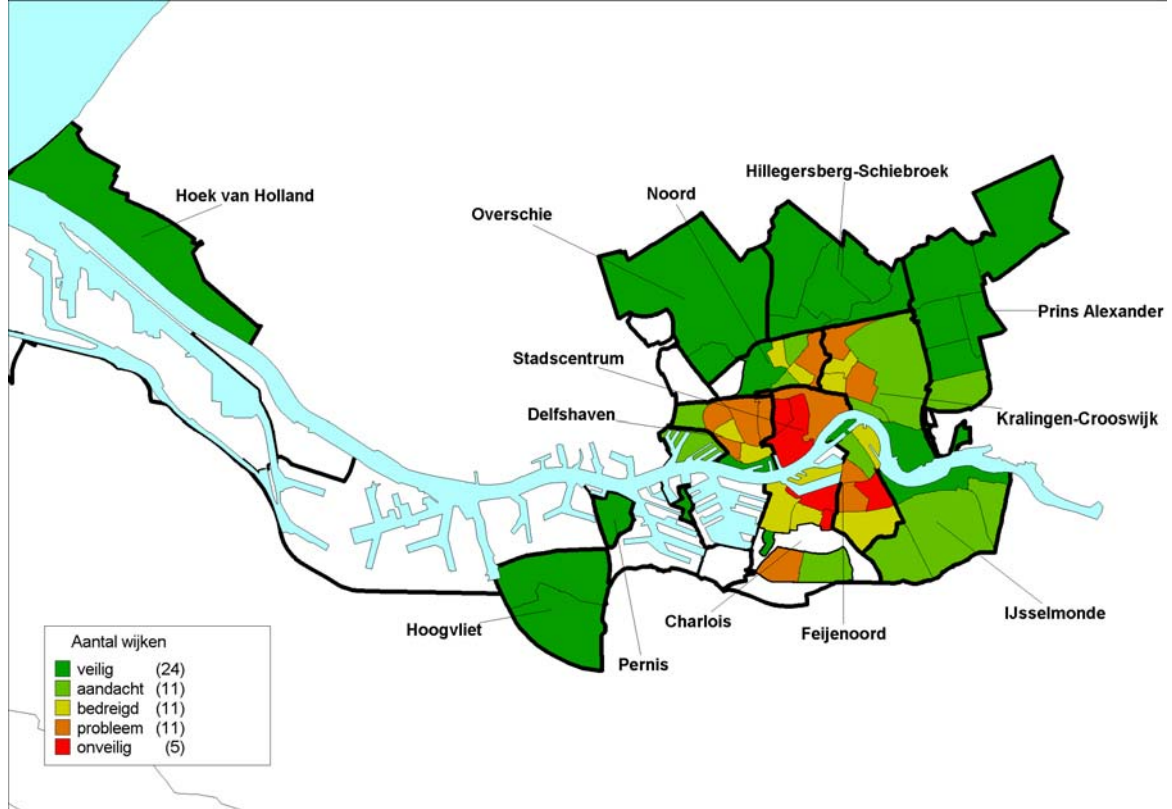 Hillegersberg-Schiebroek
Hoek van Holland
Noord
Overschie
Prins Alexander
Stadscentrum
Delfshaven
Kralingen-Crooswijk
IJsselmonde
Charlois
Hoogvliet
Feijenoord
Pernis
Aantal wijken
veilig (24)
aandacht (11)
bedreigd (11)
probleem (11)
onveilig (5)